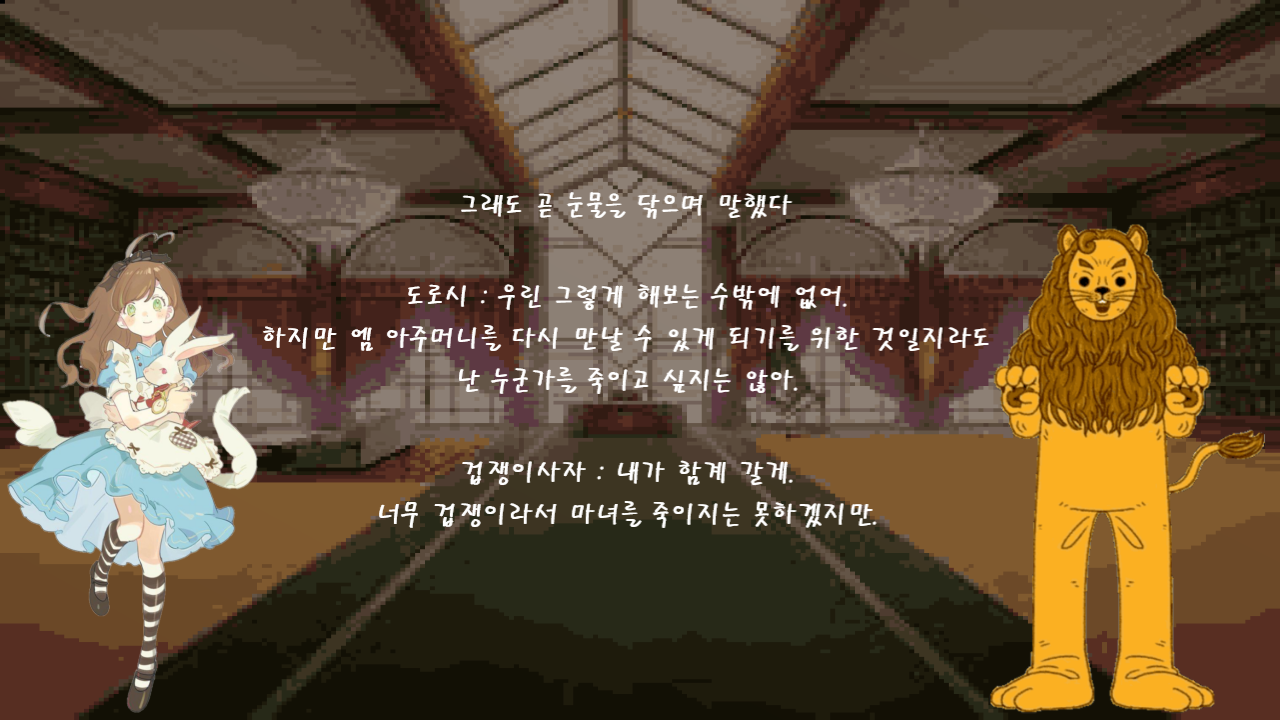 그래도 곧 눈물을 닦으며 말했다
도로시 : 우린 그렇게 해보는 수밖에 없어.
하지만 엠 아주머니를 다시 만날 수 있게 되기를 위한 것일지라도
난 누군가를 죽이고 싶지는 않아.
겁쟁이사자 : 내가 함께 갈게.
너무 겁쟁이라서 마녀를 죽이지는 못하겠지만.